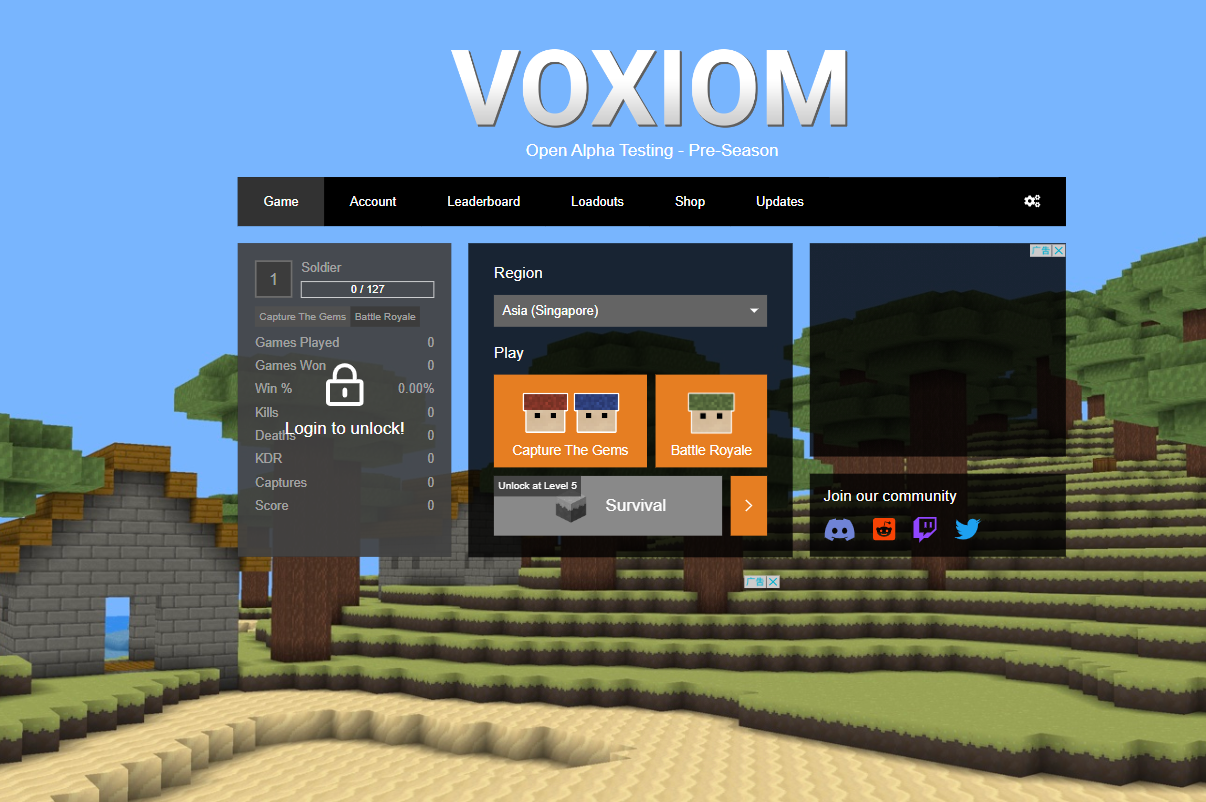 VOXIOM
Open Alpha Testing - Pre-Season
Game Account Leaderboard Loadouts Shop Updates
1
Soldier
0 / 127
Capture The Gems Battle Royale
Games Played 0
Games Won 0
Win % 0.00%
Kills 0
Deaths 0
KDR 0
Captures 0
Score 0
Login to unlock!
Region
Asia (Singapore)
Play
Capture The Gems
Battle Royale
Unlock at Level 5
Survival
广告
Join our community
广告